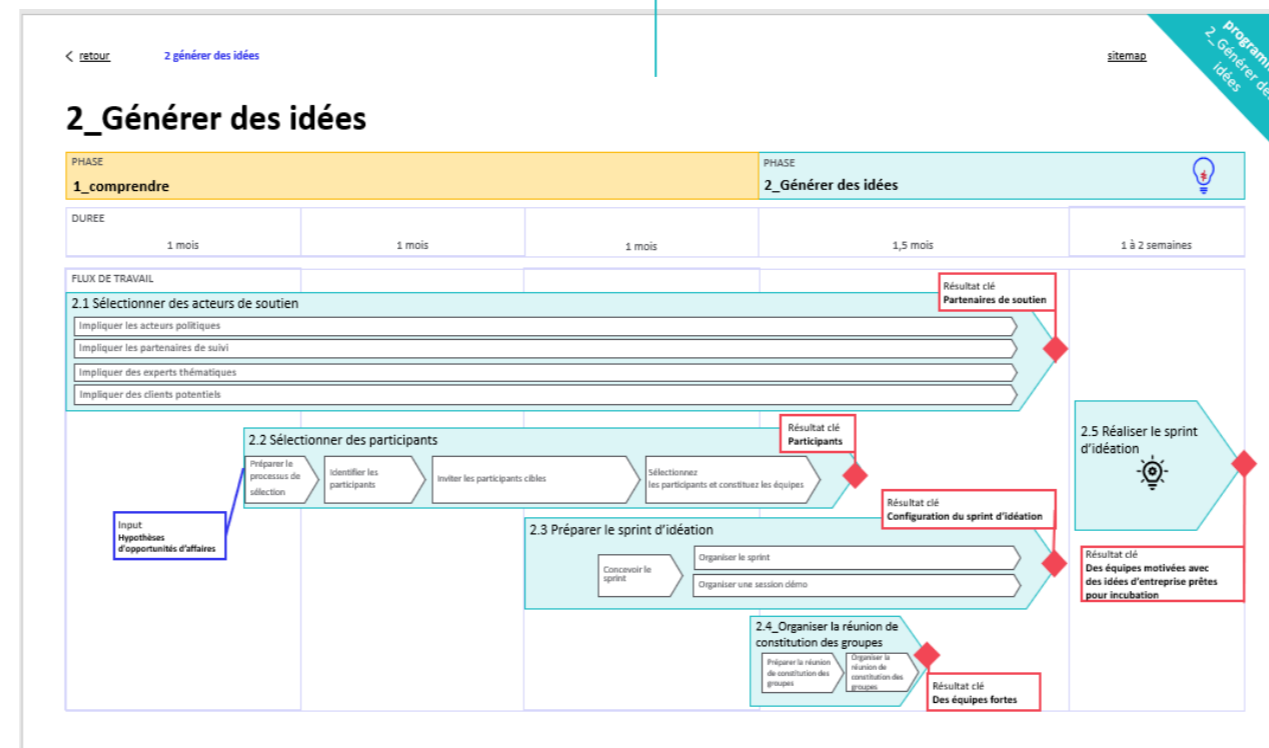 retour
2 générer des idées
sitemap
2_Générer des idées
PHASE
1_comprendre
PHASE
2_Générer des idées
DUREE
1 mois
1 mois
1 mois
1,5 mois
1 à 2 semaines
FLUX DE TRAVAIL
2.1 Sélectionner des acteurs de soutien
Impliquer les acteurs politiques
Impliquer les partenaires de suivi
Impliquer des experts thématiques
Impliquer des clients potentiels
Résultat clé
Partenaires de soutien
2.2 Sélectionner des participants
Préparer le
processus de
sélection
Identifier les
participants
Inviter les participants cibles
Sélectionnez
les participants et constituez les équipes
Résultat clé
Participants
Input
Hypothèses
d'opportunités d'affaires
2.3 Préparer le sprint d'idéation
Concevoir le
sprint
Organiser le sprint
Organiser une session démo
Résultat clé
Configuration du sprint d'idéation
2.4_Organiser la réunion de
constitution des groupes
Préparer la réunion
de constitution des
groupes
Organiser la
réunion de
constitution des
groupes
Résultat clé
Des équipes fortes
2.5 Réaliser le sprint
d'idéation
Résultat clé
Des équipes motivées avec
des idées d'entreprise prêtes
pour incubation
2_Générer
idées